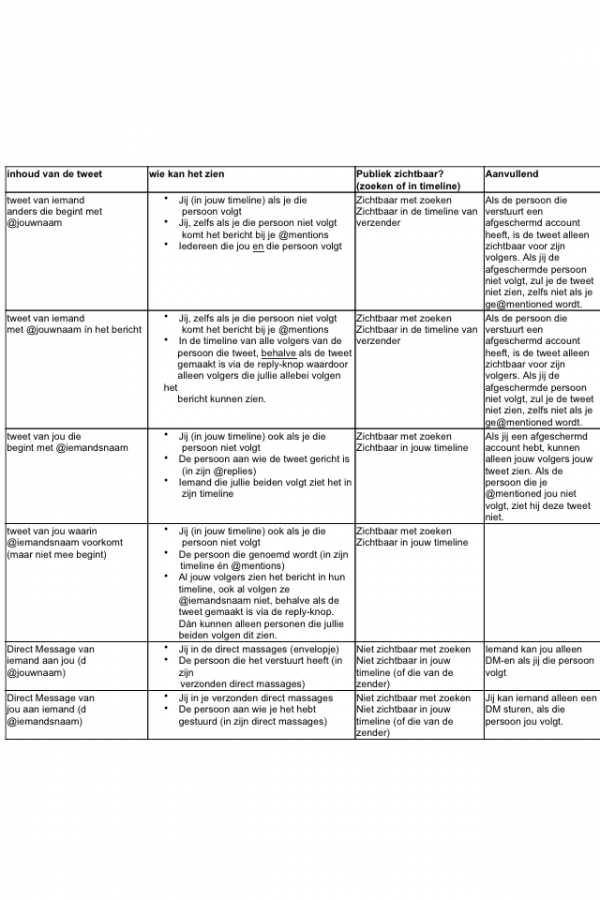 inhoud van de tweet
wie kan het zien
Publiek zichtbaar?
(zoeken of in timeline)
Aanvullend
tweet van iemand
anders die begint met
@jouwnaam
• Jij (in jouw timeline) als je die
persoon volgt
• Jij, zelfs als je die persoon niet volgt
komt het bericht bij je @mentions
• Iedereen die jou en die persoon volgt
Zichtbaar met zoeken
Zichtbaar in de timeline van
verzender
Als de persoon die
verstuurt een
afgeschermd account
heeft, is de tweet alleen
zichtbaar voor zijn
volgers. Als jij de
afgeschermde persoon
niet volgt, zul je de tweet
niet zien, zelfs niet als je
ge@mentioned wordt.
tweet van iemand
met @jouwnaam ín het bericht
• Jij, zelfs als je die persoon niet volgt
komt het bericht bij je @mentions
• In de timeline van alle volgers van de
persoon die tweet, behalve als de tweet
gemaakt is via de reply-knop waardoor
alleen volgers die jullie allebei volgen
het
bericht kunnen zien.
Zichtbaar met zoeken
Zichtbaar in de timeline van
verzender
Als de persoon die
verstuurt een
afgeschermd account
heeft, is de tweet alleen
zichtbaar voor zijn
volgers. Als jij de
afgeschermde persoon
niet volgt, zul je de tweet
niet zien, zelfs niet als je
ge@mentioned wordt.
tweet van jou die
begint met @iemandsnaam
• Jij (in jouw timeline) ook als je die
persoon niet volgt
• De persoon aan wie de tweet gericht is
(in zijn @replies)
• Iemand die jullie beiden volgt ziet het in
zijn timeline
Zichtbaar met zoeken
Zichtbaar in jouw timeline
Als jij een afgeschermd
account hebt, kunnen
alleen jouw volgers jouw
tweet zien. Als de
persoon die je
@mentioned jou niet
volgt, ziet hij deze tweet
niet.
tweet van jou waarin
@iemandsnaam voorkomt
(maar niet mee begint)
• Jij (in jouw timeline) ook als je die
persoon niet volgt
• De persoon die genoemd wordt (in zijn
timeline én @mentions)
• Al jouw volgers zien het bericht in hun
timeline, ook al volgen ze
@iemandsnaam niet, behalve als de
tweet gemaakt is via de reply-knop.
Dán kunnen alleen personen die jullie
beiden volgen dit zien.
Zichtbaar met zoeken
Zichtbaar in jouw timeline
Direct Message van
iemand aan jou (d
@jouwnaam)
• Jij in de direct massages (envelopje)
• De persoon die het verstuurt heeft (in
zijn
verzonden direct massages)
Niet zichtbaar met zoeken
Niet zichtbaar in jouw
timeline (of die van de
zender)
Iemand kan jou alleen
DM-en als jij die persoon
volgt
Direct Message van
jou aan iemand (d
@iemandsnaam)
• Jij in je verzonden direct massages
• De persoon aan wie je het hebt
gestuurd (in zijn direct massages)
Niet zichtbaar met zoeken
Niet zichtbaar in jouw
timeline (of die van de
zender)
Jij kan iemand alleen een
DM sturen, als die
persoon jou volgt.